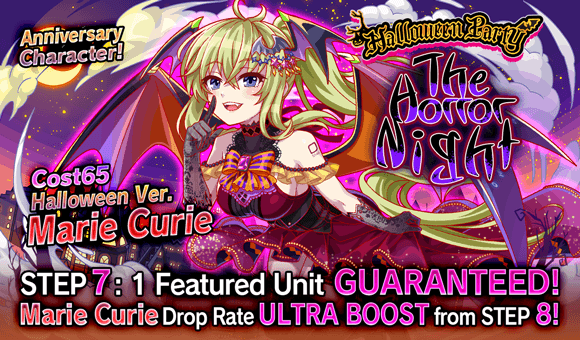 Anniversary
Character!
Halloween Party
The
Horror
Night
Cost65
Halloween Ver.
Marie Curie
STEP 7: 1 Featured Unit GUARANTEED!
Marie Curie Drop Rate ULTRA BOOST from STEP 8!